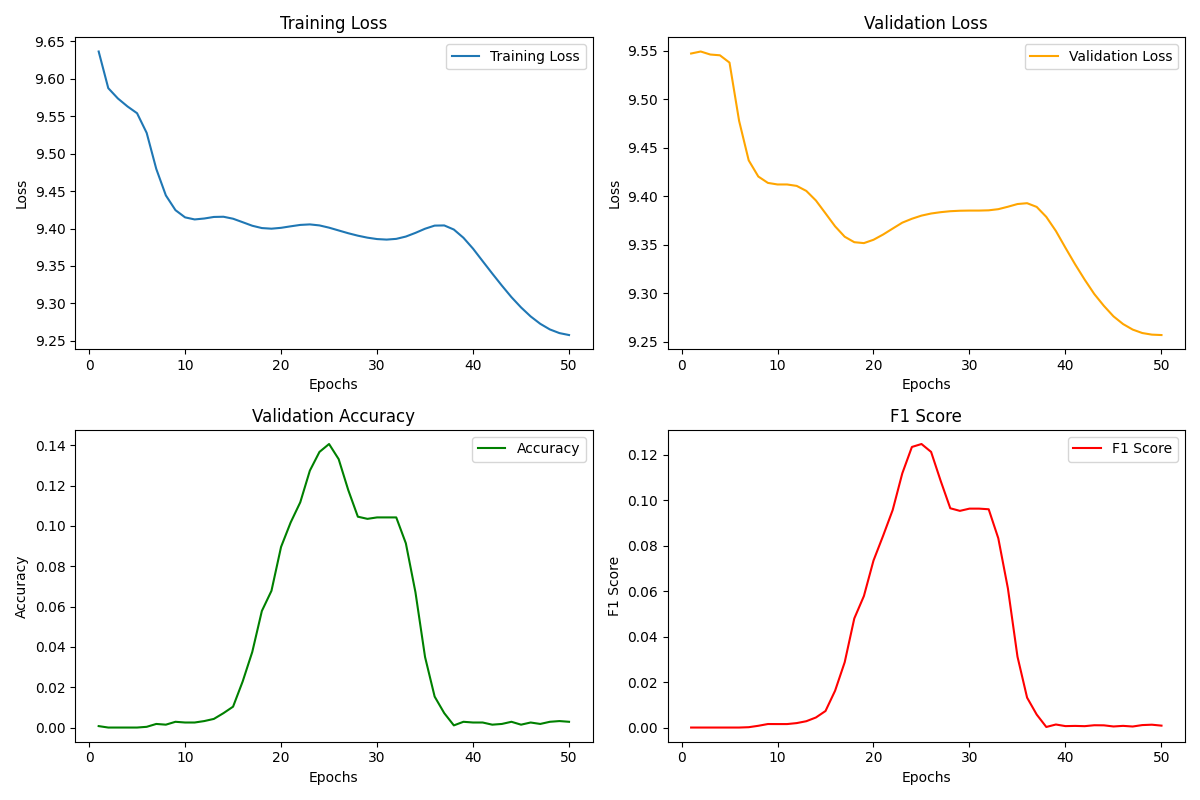 Training Loss
9.65
9.60
9.55
9.50
9.45
9.40
9.35
9.30
9.25
Loss
Training Loss
0 10 20 30 40 50
Epochs
Validation Loss
9.55
9.50
9.45
9.40
9.35
9.30
9.25
Loss
Validation Loss
0 10 20 30 40 50
Epochs
Validation Accuracy
0.14
0.12
0.10
0.08
0.06
0.04
0.02
0.00
Accuracy
Accuracy
0 10 20 30 40 50
Epochs
F1 Score
0.12
0.10
0.08
0.06
0.04
0.02
0.00
F1 Score
F1 Score
0 10 20 30 40 50
Epochs